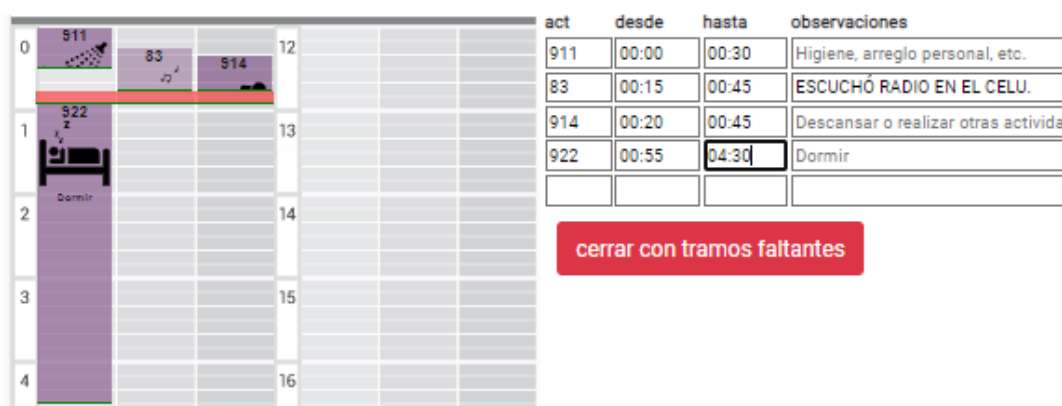 act desde hasta observaciones
911 00:00 00:30 Higiene, arreglo personal, etc.
83 00:15 00:45 ESCUCHÓ RADIO EN EL CELU.
914 00:20 00:45 Descansar o realizar otras activida
922 00:55 04:30 Dormir
cerrar con tramos faltantes
0 911 83 914 12
922
z
z
1 13
Dormir
2 14
3 15
4 16